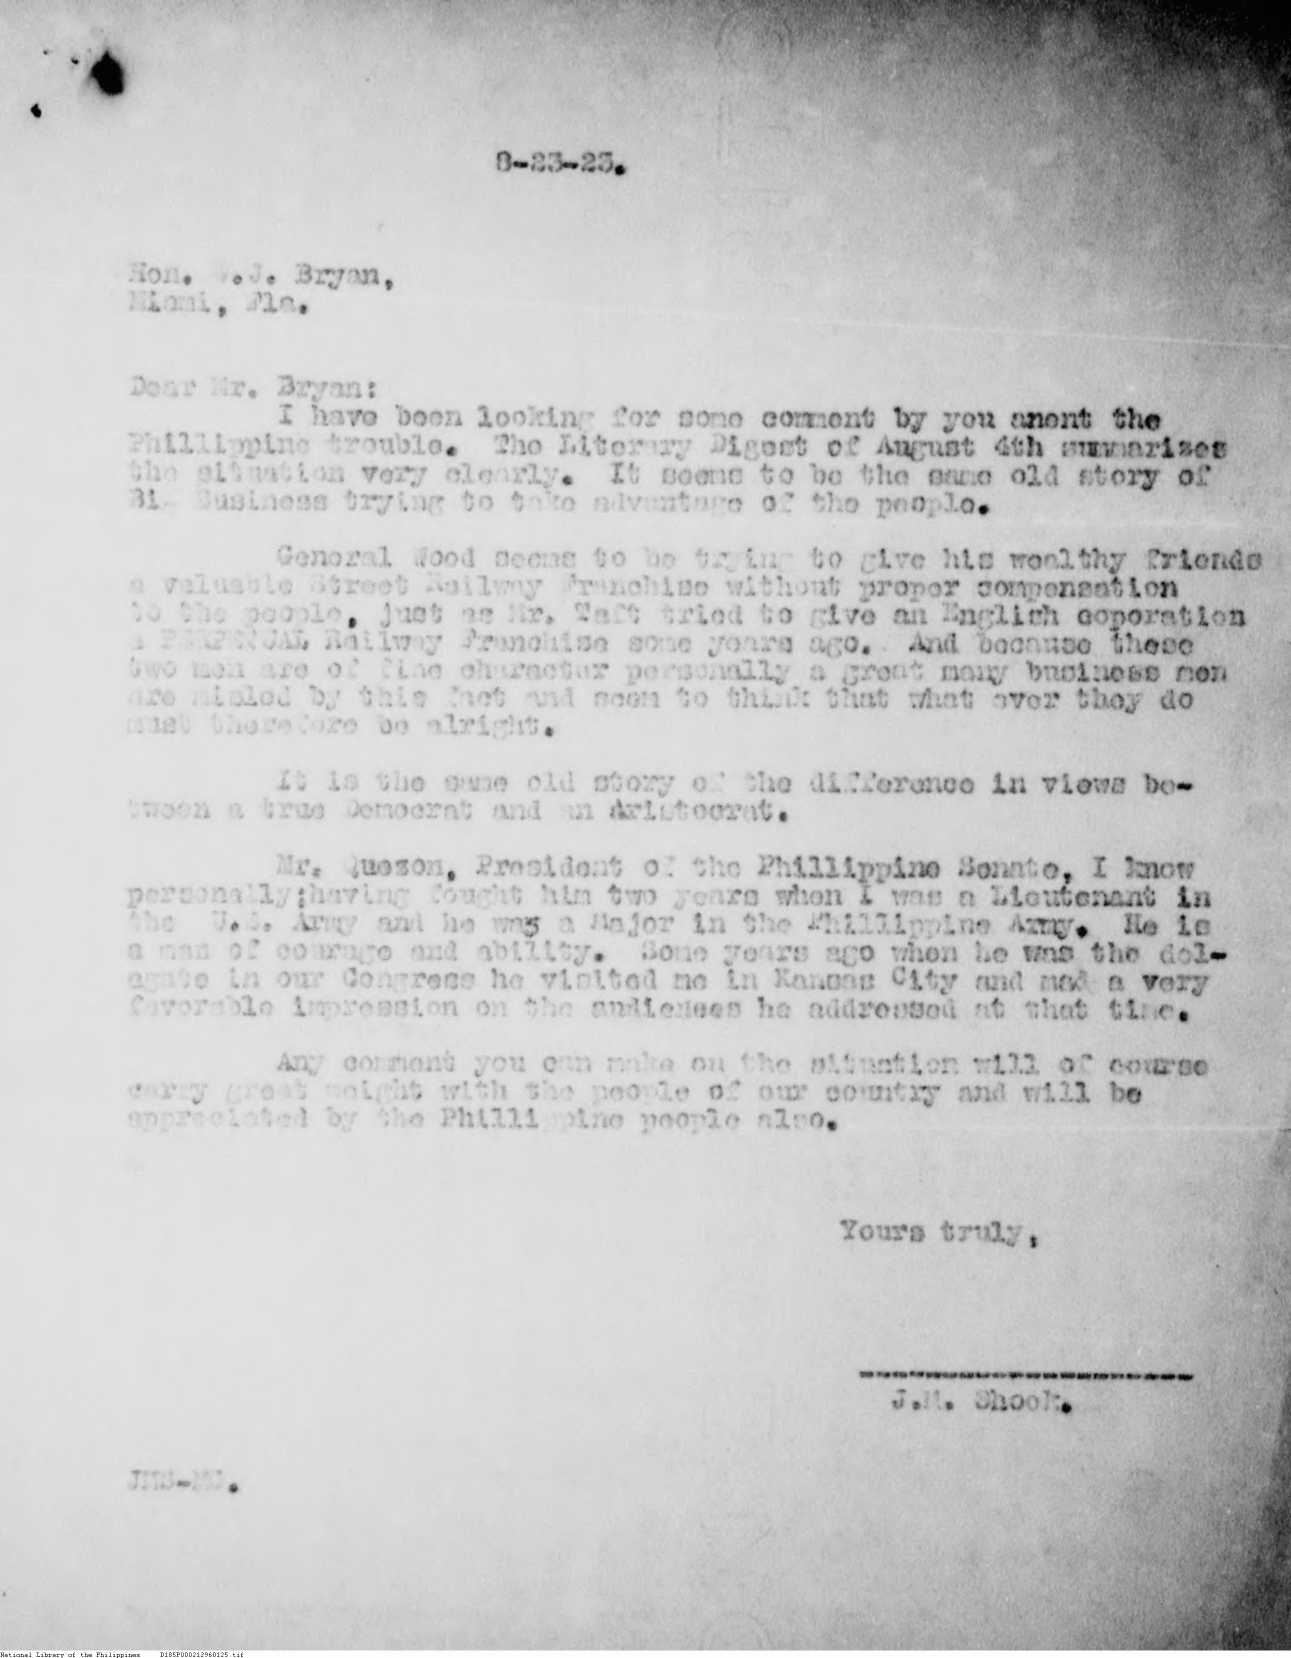 8-23-23.
Hon. W.J. Bryan,
Miami, Fla.
Dear Mr. Bryan:
I have been looking for some comment by you anent the
Phillippine trouble. The Literary Digest of August 4th summarizes
the situation very clearly. It seems to be the same old story of
Big Business trying to take advantage of the people.
General Wood seems to be trying to give his wealthy friends
a valuable Street Railway Franchise without proper compensation
to the people, just as Mr. Taft tried to give an English coporation
a Railway Franchise some years ago. And because these
two men are of fine character personally a great many business men
are misled by this fact and seem to think that what ever they do
must therefore be alright.
It is the same old story of the difference in views be-
tween a true Democrat and an Aristocrat.
Mr. Quezon, President of the Phillippine Senate, I know
personally;having fought him two years when I was a Lieutenant in
the U.S. Army and he was a Major in the Phillippine Army. He is
a man of courage and ability. Some years ago when he was the del-
agate in our Congress he visited me in Kansas City and mad a very
favorable impression on the audiences he addressed at that time.
Any comment you can make on the situation will of course
carry great weight with the people of our country and will be
appreciated by the Phillippine people also.
Yours truly,
J.H. Shook.
National Library of the Philippines D185P000212960125.tif